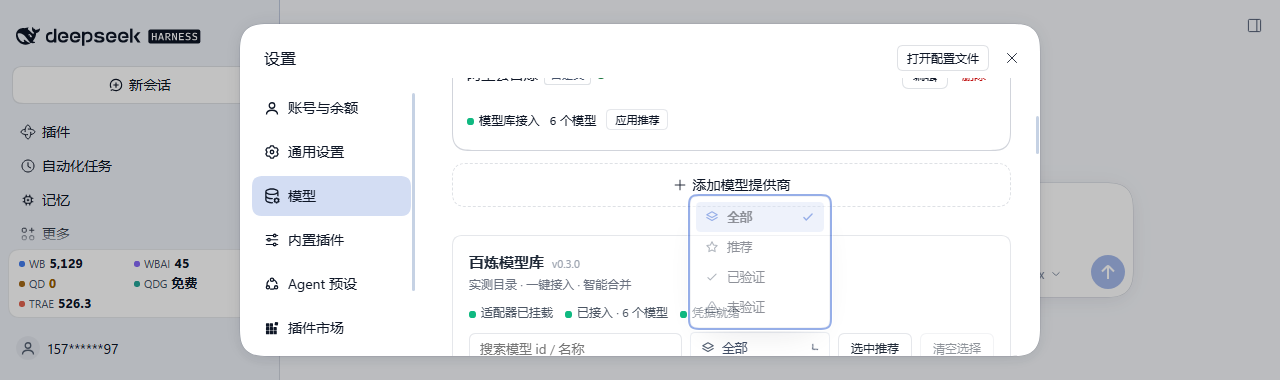 deepseek HARNESS
新会话
插件
自动化任务
记忆
更多
WB 5,129
WBAI 45
QD 0
QDG 免费
TRAE 526.3
157******97
设置
打开配置文件
账号与余额
通用设置
模型
内置插件
Agent 预设
插件市场
模型库接入 6 个模型 应用推荐
添加模型提供商
全部
推荐
已验证
未验证
百炼模型库 v0.3.0
实测目录 · 一键接入 · 智能合并
适配器已挂载 已接入 · 6 个模型
搜索模型 id / 名称 全部 选中推荐 清空选择